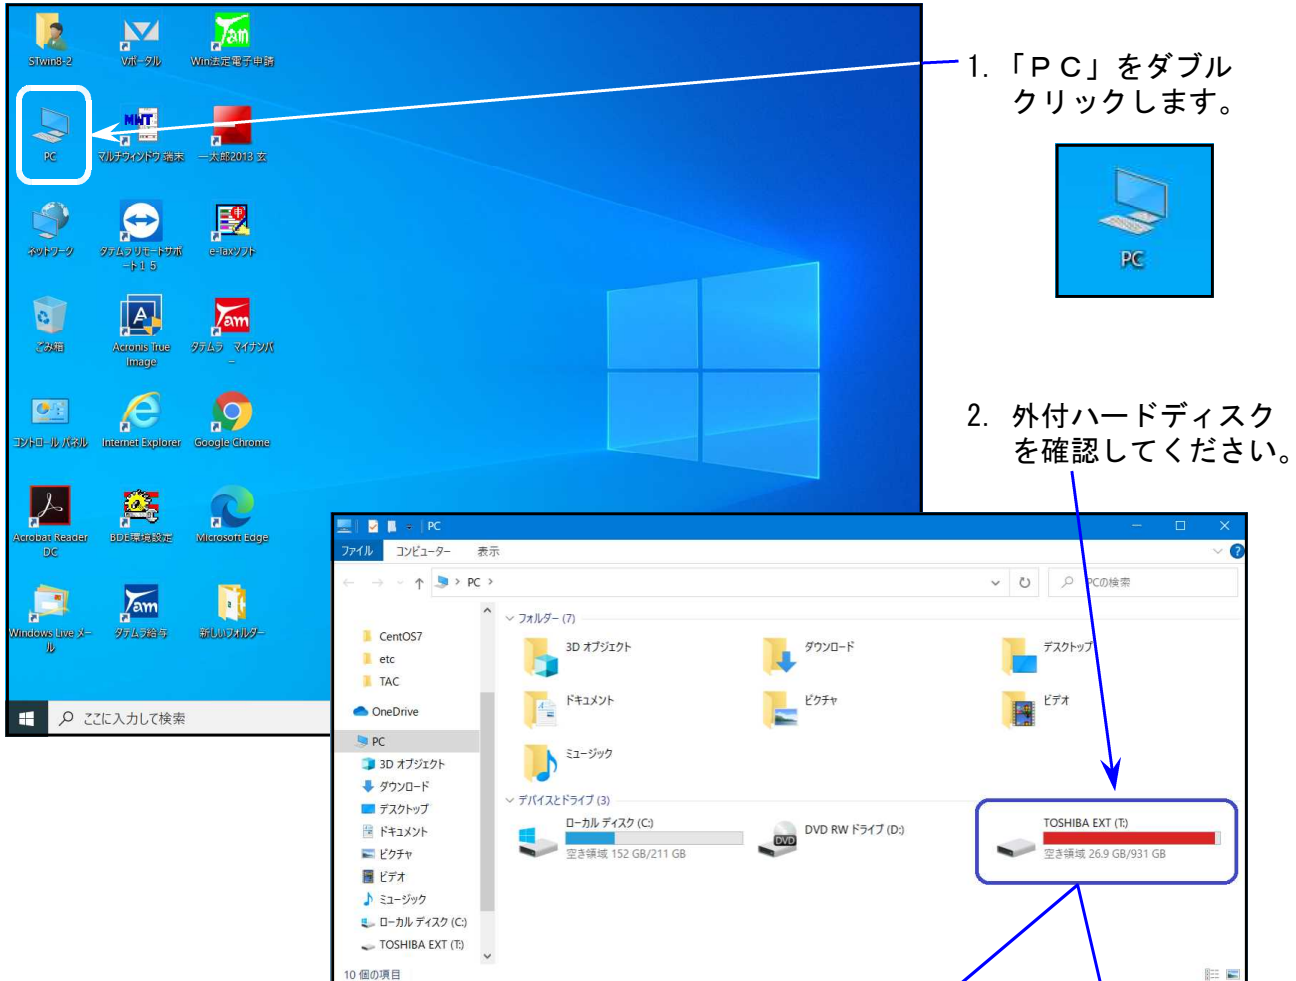 STwin8-2
Vポータル
Win法定電子申請
PC
マルチウィンドウ端末
一太郎2013 玄
ネットワーク
タテムラリモートサポ
ート15
e-Taxソフト
ごみ箱
Acronis True
Image
タテムラ マイナンバ
ー
コントロール パネル
Internet Explorer
Google Chrome
Acrobat Reader
DC
BDE環境設定
Microsoft Edge
Windows Live メー
ル
タテムラ給与
新しいフォルダー
ここに入力して検索
1. 「ＰＣ」をダブル
クリックします。
PC
2. 外付ハードディスク
を確認してください。
PC
ファイル コンピューター 表示
PC
PCの検索
CentOS7
etc
TAC
OneDrive
PC
3D オブジェクト
ダウンロード
デスクトップ
ドキュメント
ピクチャ
ビデオ
ミュージック
ローカル ディスク (C:)
TOSHIBA EXT (T:)
フォルダー (7)
3D オブジェクト
ダウンロード
デスクトップ
ドキュメント
ピクチャ
ビデオ
ミュージック
デバイスとドライブ (3)
ローカル ディスク (C:)
空き領域 152 GB/211 GB
DVD RW ドライブ (D:)
DVD
TOSHIBA EXT (T:)
空き領域 26.9 GB/931 GB
10 個の項目